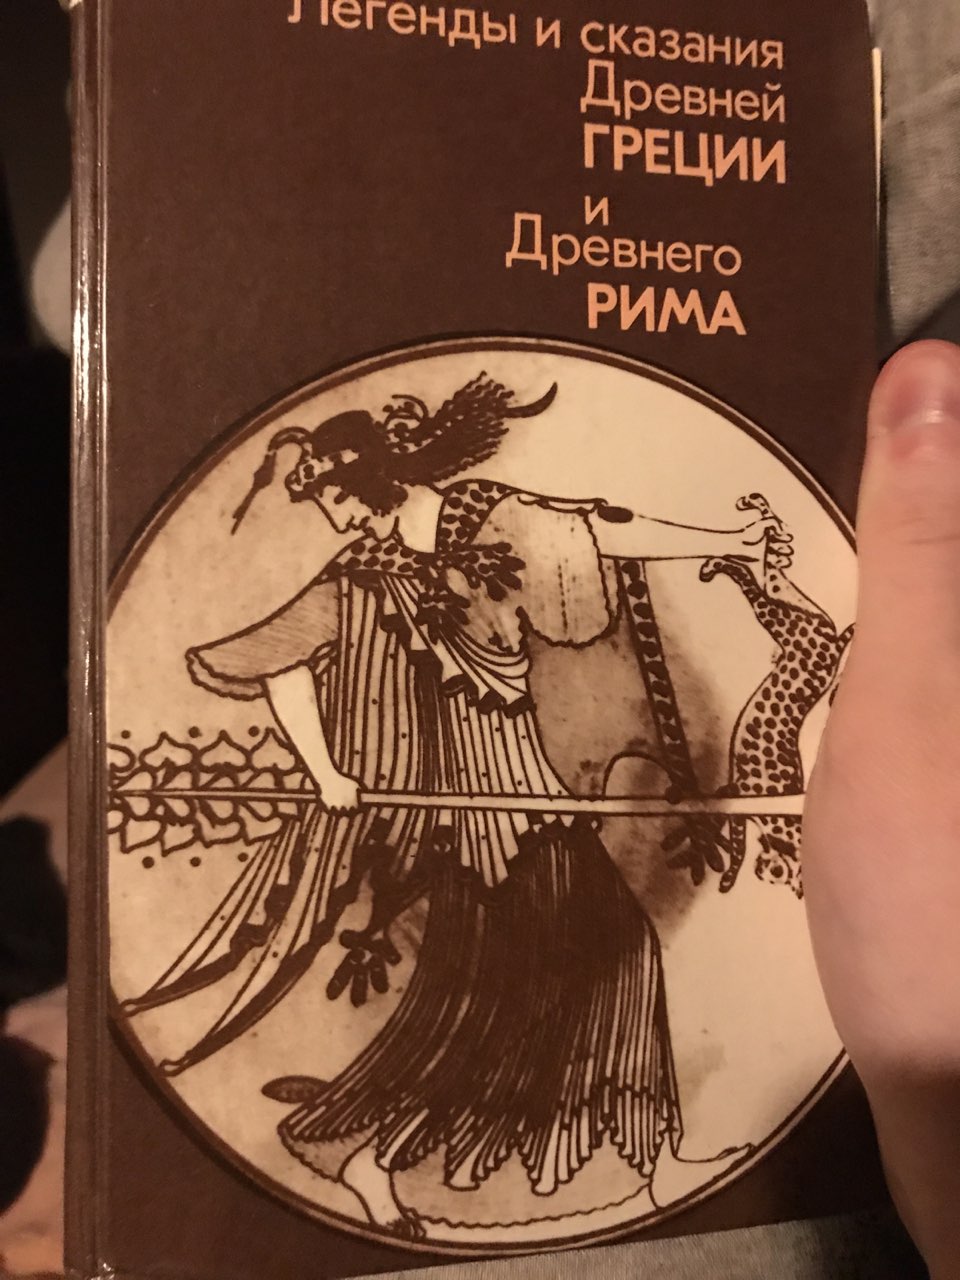 Легенды и сказания
Древней
ГРЕЦИИ
и
Древнего
РИМА